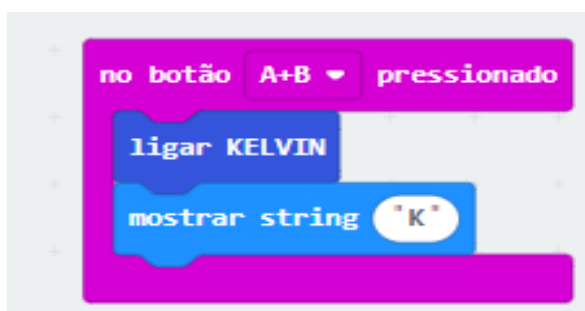 no botão A+B pressionado
ligar KELVIN
mostrar string "K"